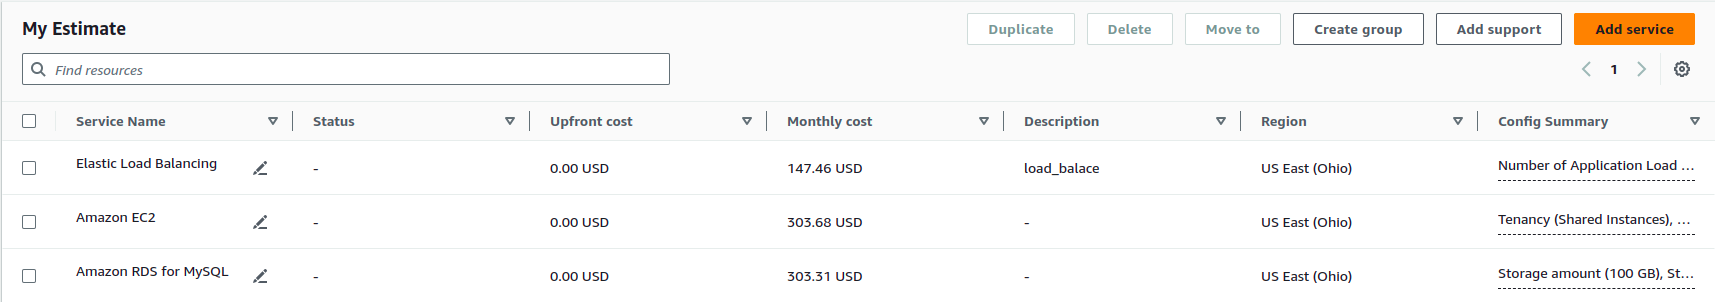 My Estimate
Duplicate Delete Move to Create group Add support Add service
Find resources
1
Service Name Status Upfront cost Monthly cost Description Region Config Summary
Elastic Load Balancing - 0.00 USD 147.46 USD load_balace US East (Ohio) Number of Application Load ...
Amazon EC2 - 0.00 USD 303.68 USD - US East (Ohio) Tenancy (Shared Instances), ...
Amazon RDS for MySQL - 0.00 USD 303.31 USD - US East (Ohio) Storage amount (100 GB), St...